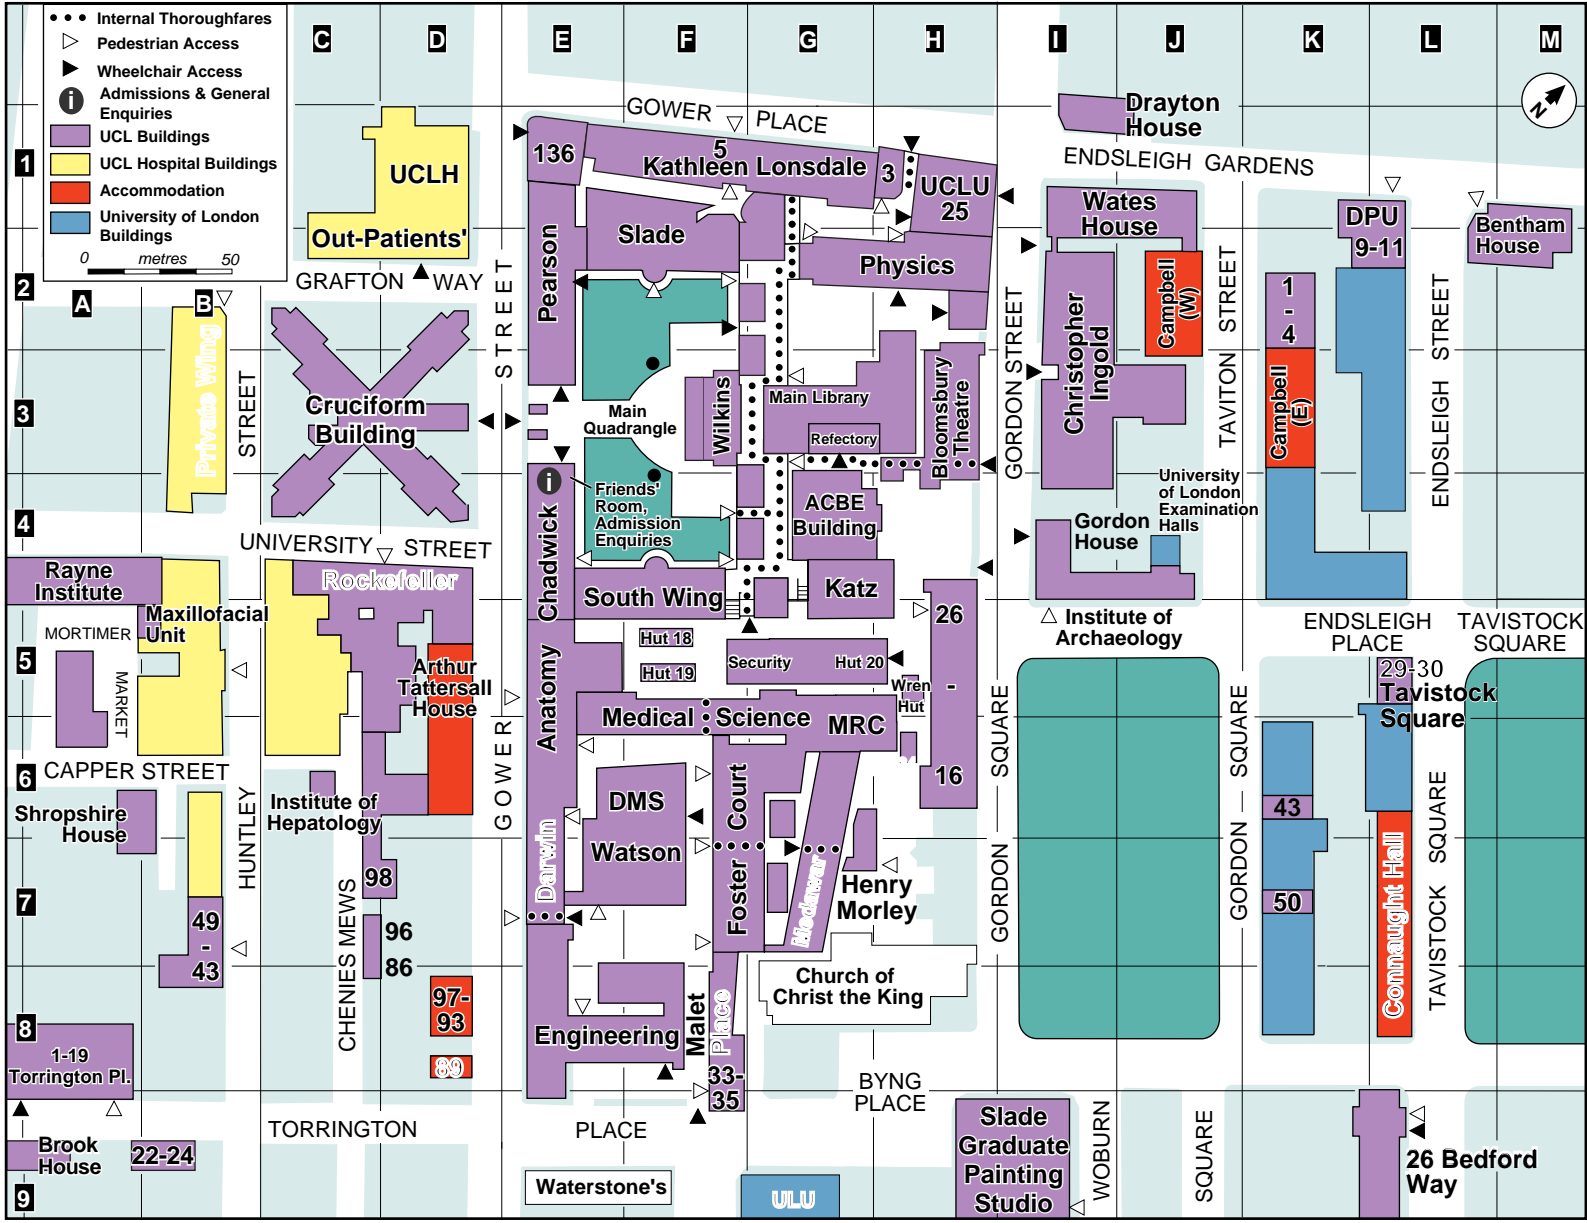 Internal Thoroughfares
Pedestrian Access
Wheelchair Access
i
Admissions & General
Enquiries
UCL Buildings
UCL Hospital Buildings
Accommodation
University of London
Buildings
0 metres 50
A
B
C
D
E
F
G
H
I
J
K
L
M
N
1
2
3
4
5
6
7
8
9
GOWER PLACE
Drayton
House
ENDSLEIGH GARDENS
UCLH
Out-Patients'
GRAFTON WAY
136
5
Kathleen Lonsdale
3
UCLU
25
Wates
House
DPU
9-11
Bentham
House
Slade
Physics
Pearson
STREET
Private Wing
STREET
Cruciform
Building
Main
Quadrangle
Wilkins
Main Library
Refectory
Bloomsbury
Theatre
GORDON STREET
Christopher
Ingold
Campbell
(W)
TAVITON STREET
1
-
4
Campbell
(E)
ENDSLEIGH STREET
ENDSLEIGH STREET
University
of London
Examination
Halls
Gordon
House
i
Friends'
Room,
Admission
Enquiries
ACBE
Building
Chadwick
UNIVERSITY STREET
Rayne
Institute
Rockefeller
Maxillofacial
Unit
MORTIMER
MARKET
South Wing
Katz
26
-
16
Institute of
Archaeology
ENDSLEIGH
PLACE
TAVISTOCK
SQUARE
Hut 18
Hut 19
Security
Hut 20
Wren
Hut
Anatomy
Arthur
Tattersall
House
29-30
Tavistock
Square
Medical Science
MRC
CAPPER STREET
Shropshire
House
HUNTLEY
Institute of
Hepatology
GOWER
DMS
Watson
Foster Court
Darwin
Medawar
Henry
Morley
GORDON SQUARE
GORDON SQUARE
43
50
Connaught Hall
TAVISTOCK SQUARE
49
-
43
98
96
86
CHENIES MEWS
97-
93
89
Church of
Christ the King
Engineering
Malet
Place
33-
35
1-19
Torrington Pl.
BYNG
PLACE
TORRINGTON PLACE
Brook
House
22-24
Waterstone's
ULU
Slade
Graduate
Painting
Studio
WOBURN
SQUARE
26 Bedford
Way